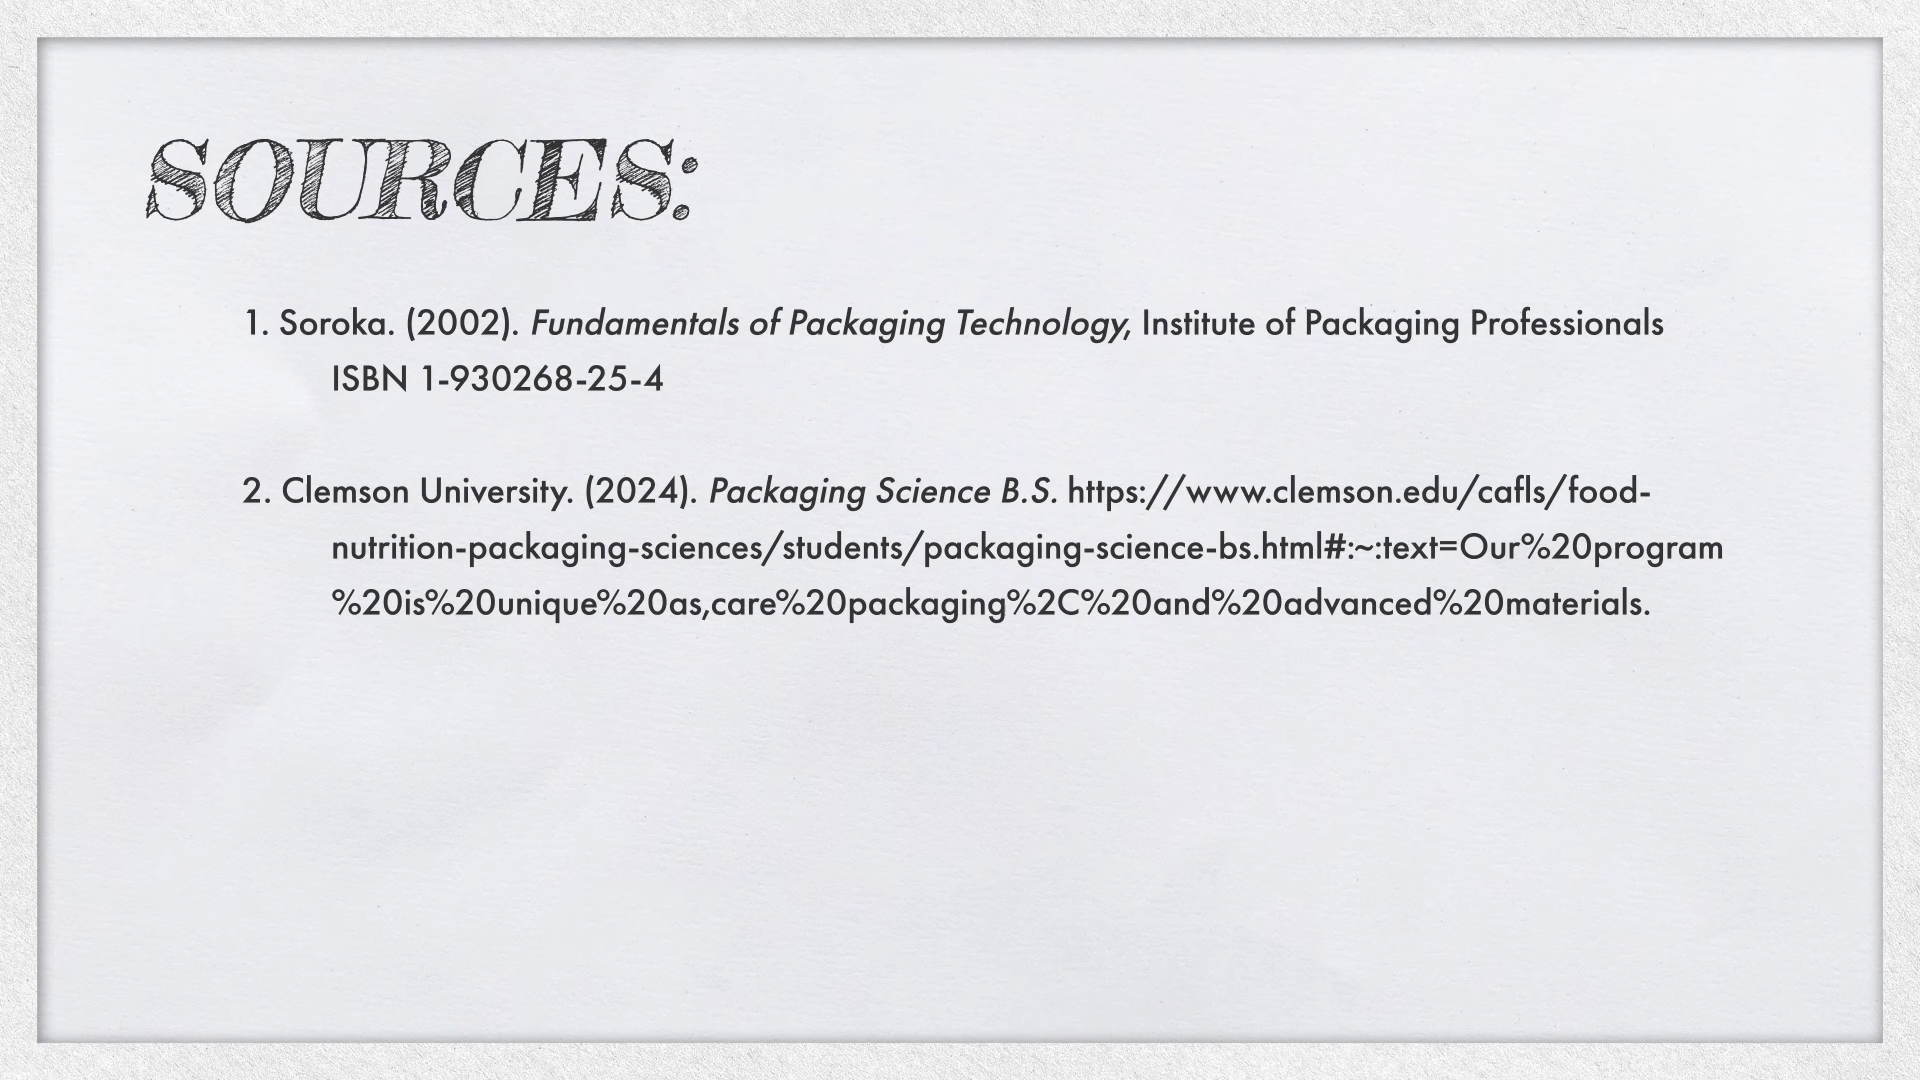 SOURCES:
1. Soroka. (2002). Fundamentals of Packaging Technology, Institute of Packaging Professionals
ISBN 1-930268-25-4
2. Clemson University. (2024). Packaging Science B.S. https://www.clemson.edu/cafls/food-
nutrition-packaging-sciences/students/packaging-science-bs.html#:~:text=Our%20program
%20is%20unique%20as,care%20packaging%2C%20and%20advanced%20materials.